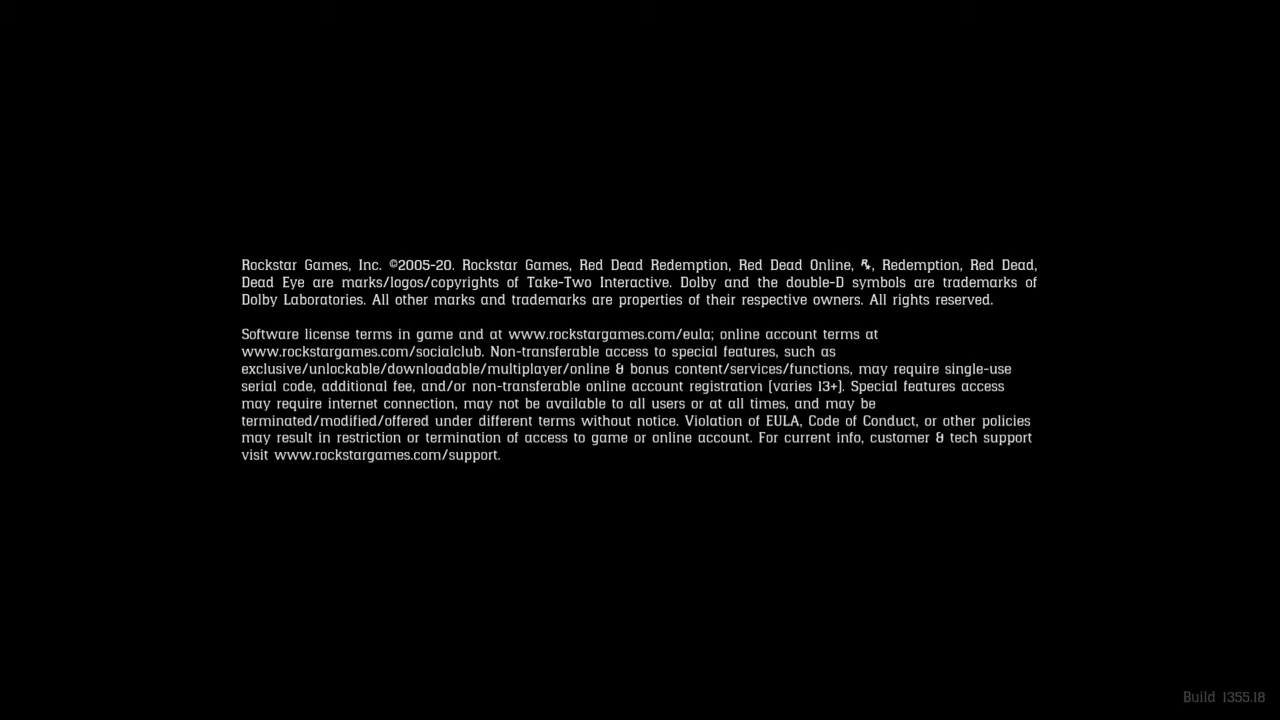 Rockstar Games, Inc. ©2005-20. Rockstar Games, Red Dead Redemption, Red Dead Online, R*, Redemption, Red Dead,
Dead Eye are marks/logos/copyrights of Take-Two Interactive. Dolby and the double-D symbols are trademarks of
Dolby Laboratories. All other marks and trademarks are properties of their respective owners. All rights reserved.
Software license terms in game and at www.rockstargames.com/eula; online account terms at
www.rockstargames.com/socialclub. Non-transferable access to special features, such as
exclusive/unlockable/downloadable/multiplayer/online & bonus content/services/functions, may require single-use
serial code, additional fee, and/or non-transferable online account registration (varies 13+). Special features access
may require internet connection, may not be available to all users or at all times, and may be
terminated/modified/offered under different terms without notice. Violation of EULA, Code of Conduct, or other policies
may result in restriction or termination of access to game or online account. For current info, customer & tech support
visit www.rockstargames.com/support.
Build 1355.18